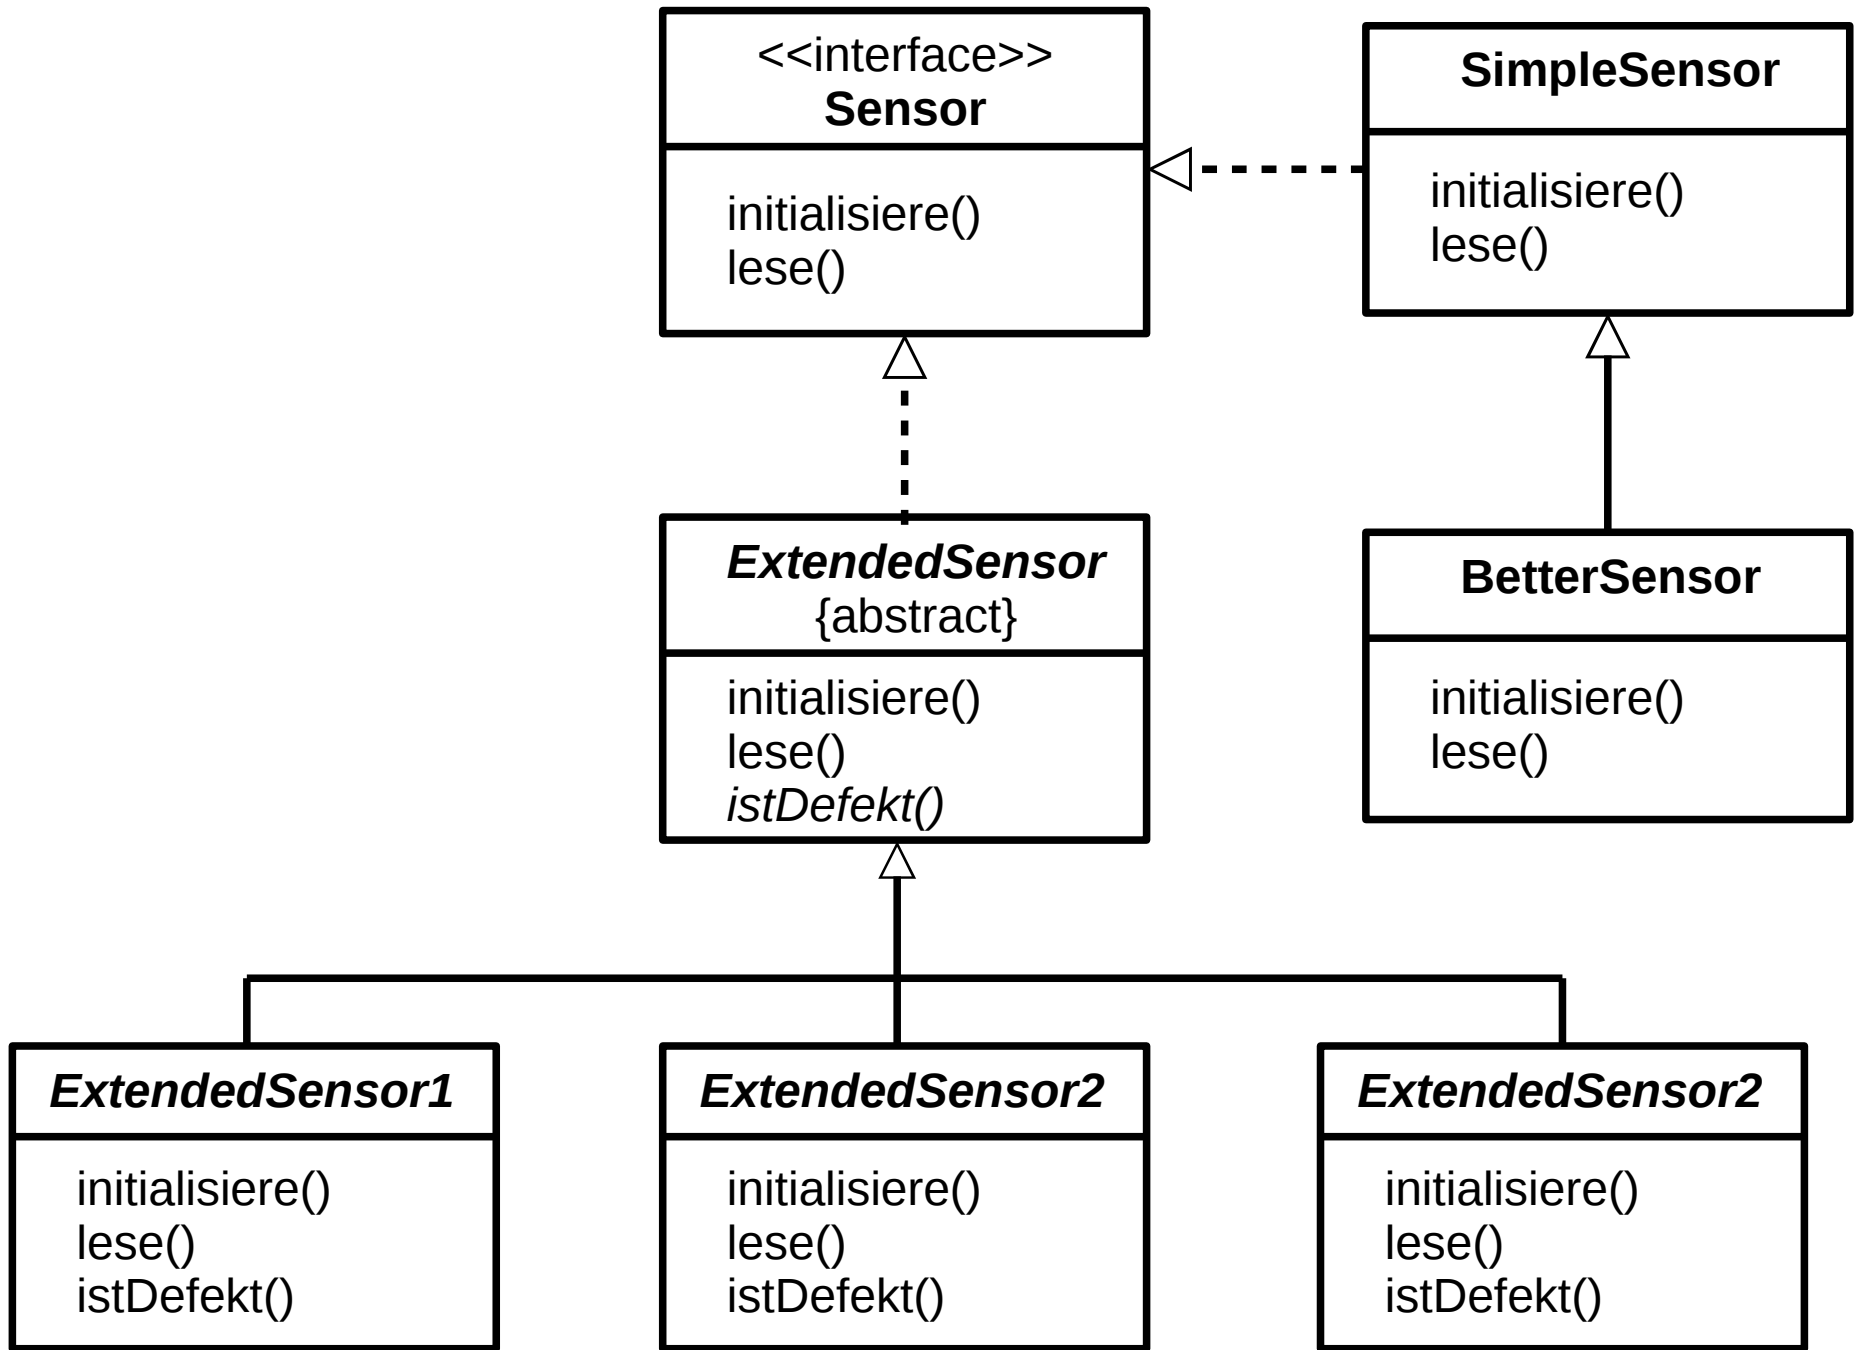 <<interface>>
Sensor
initialisiere()
lese()
SimpleSensor
initialisiere()
lese()
ExtendedSensor
{abstract}
initialisiere()
lese()
istDefekt()
BetterSensor
initialisiere()
lese()
ExtendedSensor1
initialisiere()
lese()
istDefekt()
ExtendedSensor2
initialisiere()
lese()
istDefekt()
ExtendedSensor2
initialisiere()
lese()
istDefekt()